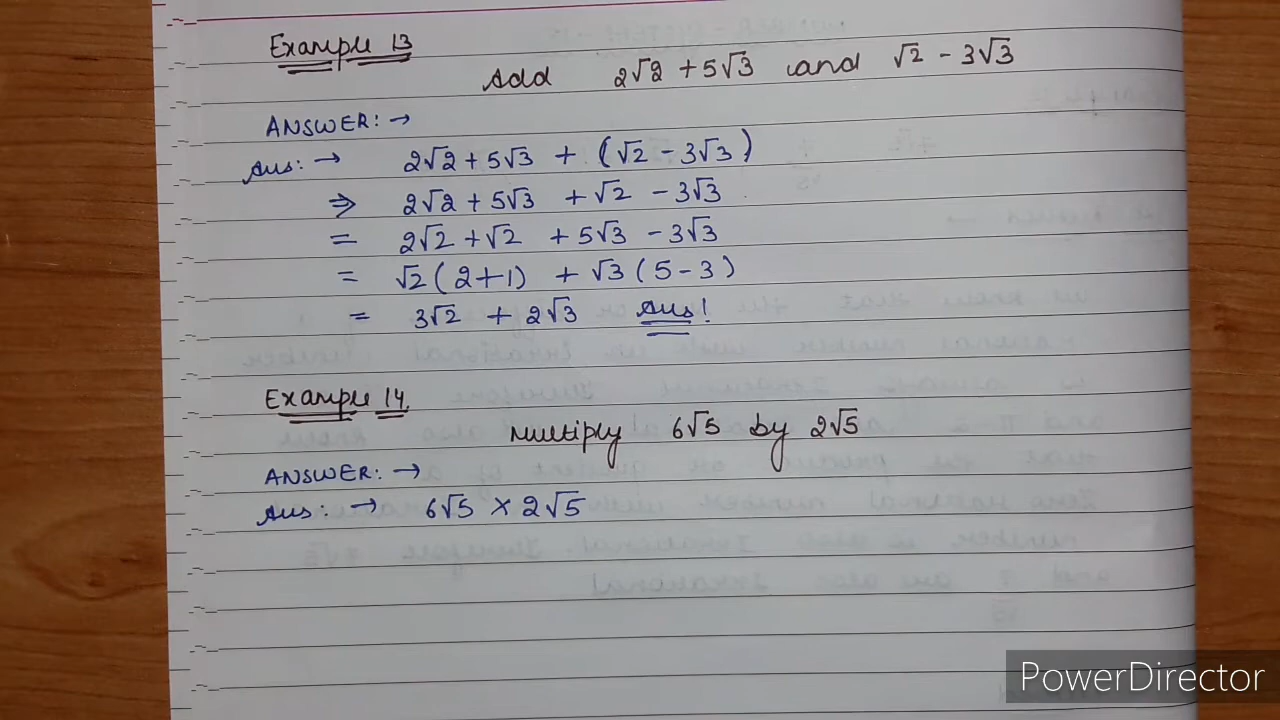 Example 13
Add 2√2 + 5√3 and √2 - 3√3
ANSWER: →
Ans: → 2√2 + 5√3 + (√2 - 3√3)
⇒ 2√2 + 5√3 + √2 - 3√3
= 2√2 + √2 + 5√3 - 3√3
= √2 (2+1) + √3 (5-3)
= 3√2 + 2√3 Ans!
Example 14.
Multiply 6√5 by 2√5
ANSWER: →
Ans: → 6√5 × 2√5
PowerDirector